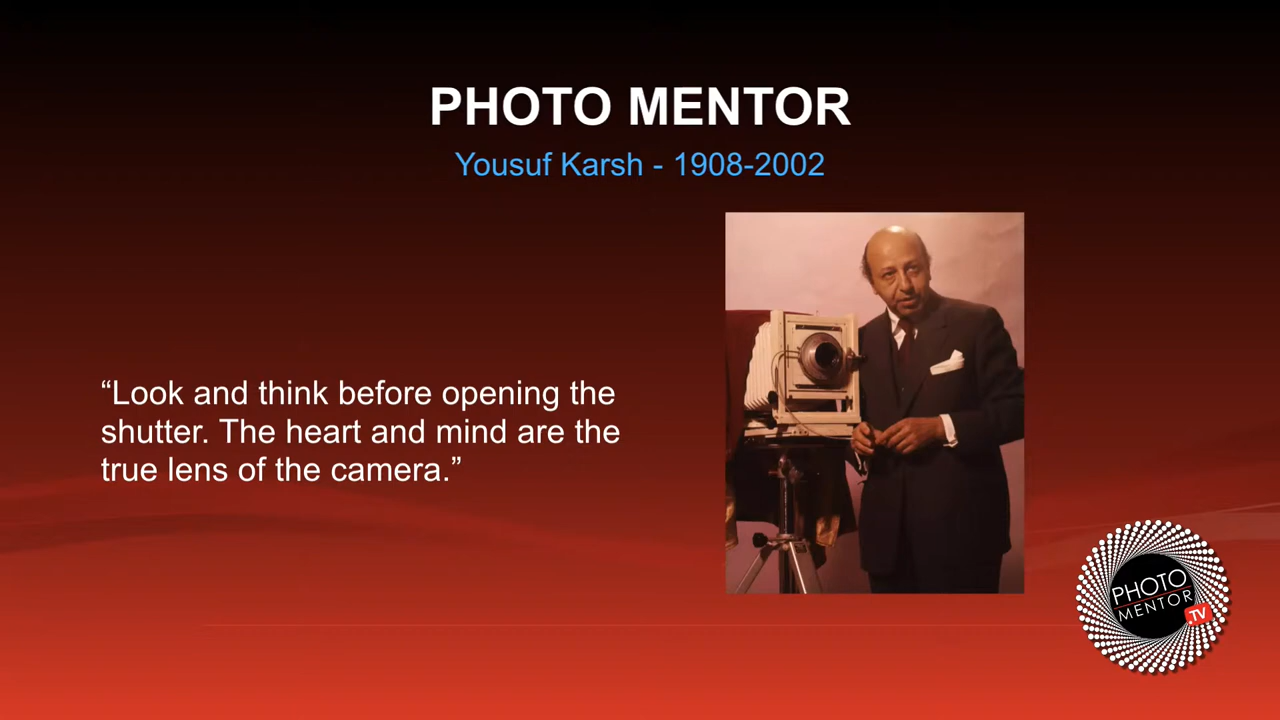 PHOTO MENTOR
Yousuf Karsh - 1908-2002
“Look and think before opening the
shutter. The heart and mind are the
true lens of the camera.”
PHOTO
MENTOR
.TV